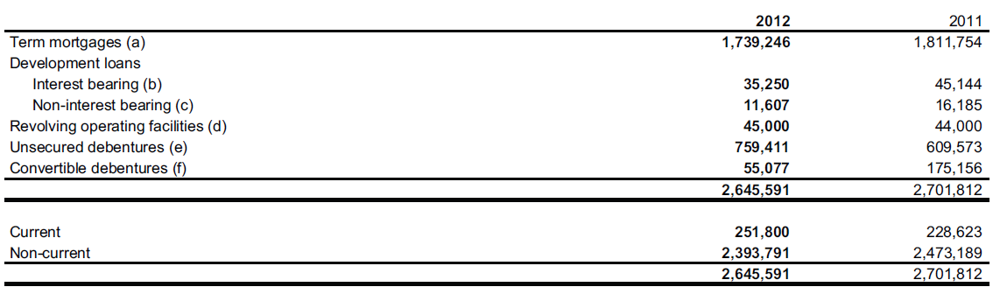 2012 2011
Term mortgages (a) 1,739,246 1,811,754
Development loans
Interest bearing (b) 35,250 45,144
Non-interest bearing (c) 11,607 16,185
Revolving operating facilities (d) 45,000 44,000
Unsecured debentures (e) 759,411 609,573
Convertible debentures (f) 55,077 175,156
2,645,591 2,701,812
Current 251,800 228,623
Non-current 2,393,791 2,473,189
2,645,591 2,701,812